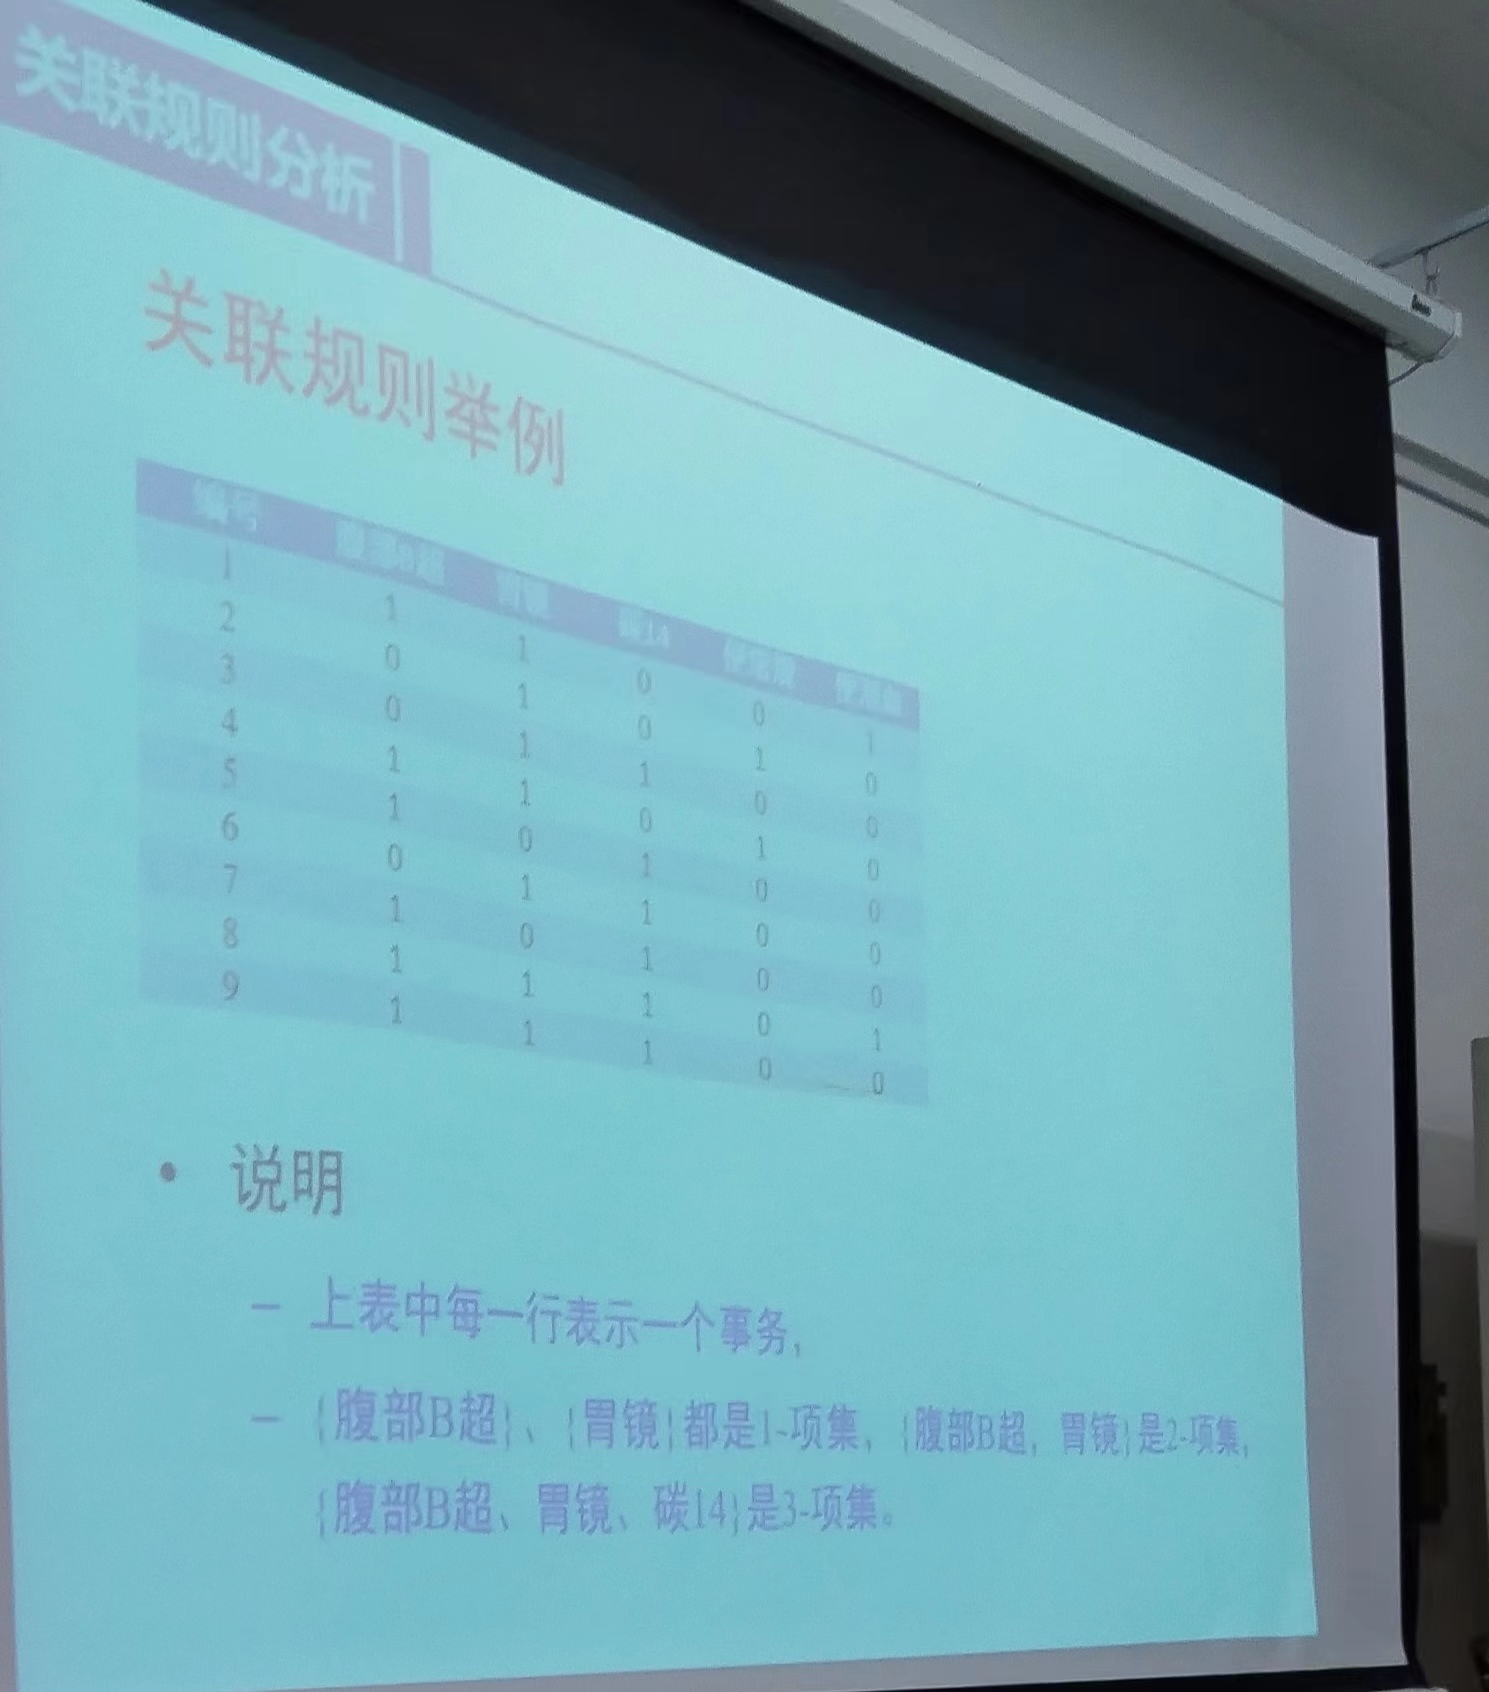 关联规则分析
关联规则举例
编号 腹部B超 胃镜 碳14
1 1 1 0 0 1
2 0 1 0 1 0
3 0 1 1 0 0
4 1 1 0 1 0
5 1 0 1 0 0
6 0 1 1 0 0
7 1 0 1 0 0
8 1 1 1 0 1
9 1 1 1 0 0
• 说明
– 上表中每一行表示一个事务,
– {腹部B超}、{胃镜}都是1-项集, {腹部B超, 胃镜}是2-项集,
{腹部B超、胃镜、碳14}是3-项集。